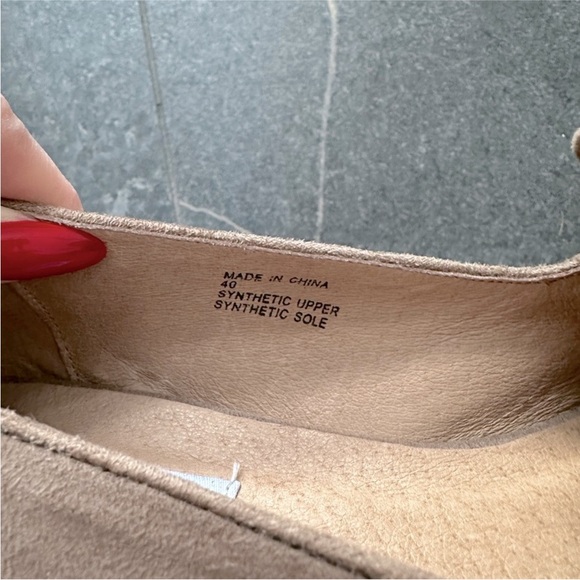 MADE IN CHINA
40
SYNTHETIC UPPER
SYNTHETIC SOLE